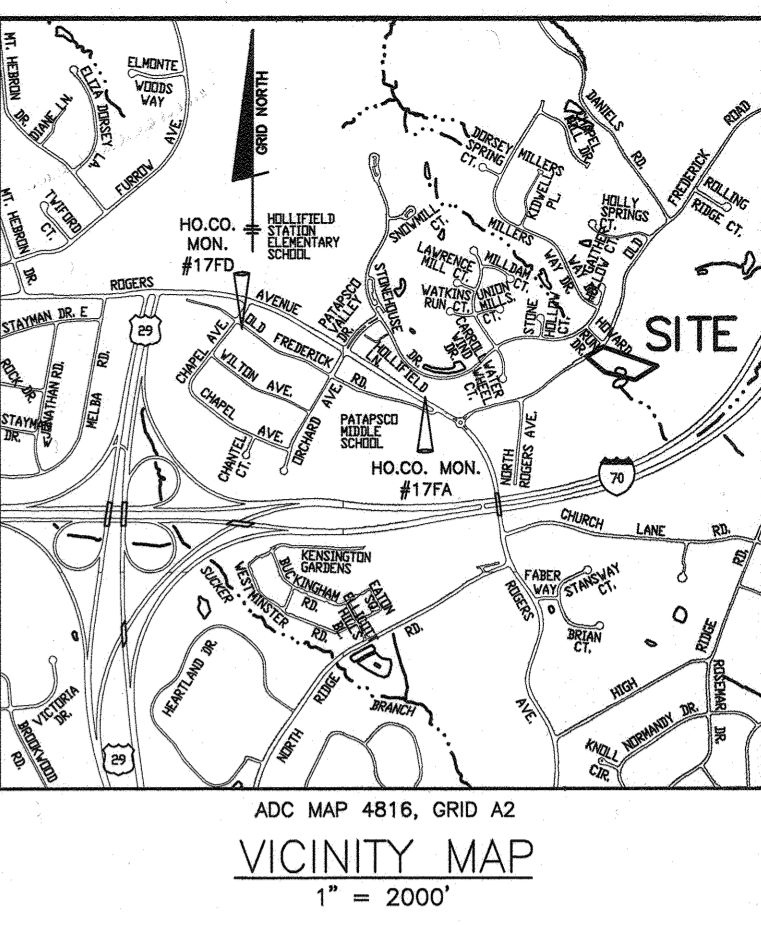 MT. HEBRON DR.
DIANE LN.
ELIZA DORSEY LA.
ELMONTE
WOODS
WAY
FURROW AVE.
TWIFORD
CT.
MT. HEBRON
DR.
GRID NORTH
HO.CO.
MON.
#17FD
HOLLIFIELD
STATION
ELEMENTARY
SCHOOL
DANIELS RD.
CHAPEL
MILL DR.
DORSEY
SPRING
CT.
MILLERS
KIDWELL
PL.
FREDERICK ROAD
ROLLING
RIDGE CT.
HOLLY
SPRINGS
CT.
OLD
SNOWMILL
CT.
MILLERS
WAY DR.
WAY
LAWRENCE
MILL CT.
MILLDAM
CT.
WATKINS
RUN CT.
UNION
MILLS
CT.
STONE
HOLLOW
CT.
CARROLL
WIND
DR.
WATER
WHEEL
CT.
HOWARD
RUN
DR.
SITE
ROGERS
AVENUE
PATAPSCO
VALLEY
DR.
STONEHOUSE
DR.
HOLLIFIELD
LN.
STAYMAN DR. E
29
ROCK DR.
JONATHAN RD.
MELBA RD.
STAYMAN
DR.
CHAPEL AVE.
OLD FREDERICK
RD.
WILTON AVE.
CHAPEL
AVE.
CHANTEL
CT.
ORCHARD AVE.
PATAPSCO
MIDDLE
SCHOOL
HO.CO. MON.
#17FA
NORTH
ROGERS AVE.
70
CHURCH LANE RD.
RD.
RIDGE
KENSINGTON
GARDENS
BUCKINGHAM
RD.
EATON
SQ.
WESTMINSTER
RD.
SUCKER
BRANCH
HEARTLAND DR.
NORTH RIDGE RD.
ROGERS
AVE.
FABER
WAY
STANSWAY
CT.
BRIAN
CT.
HIGH
ROSEMAR
DR.
NORMANDY DR.
KNOLL
CIR.
VICTORIA
DR.
BROOKWOOD
RD.
29
ADC MAP 4816, GRID A2
VICINITY MAP
1" = 2000'